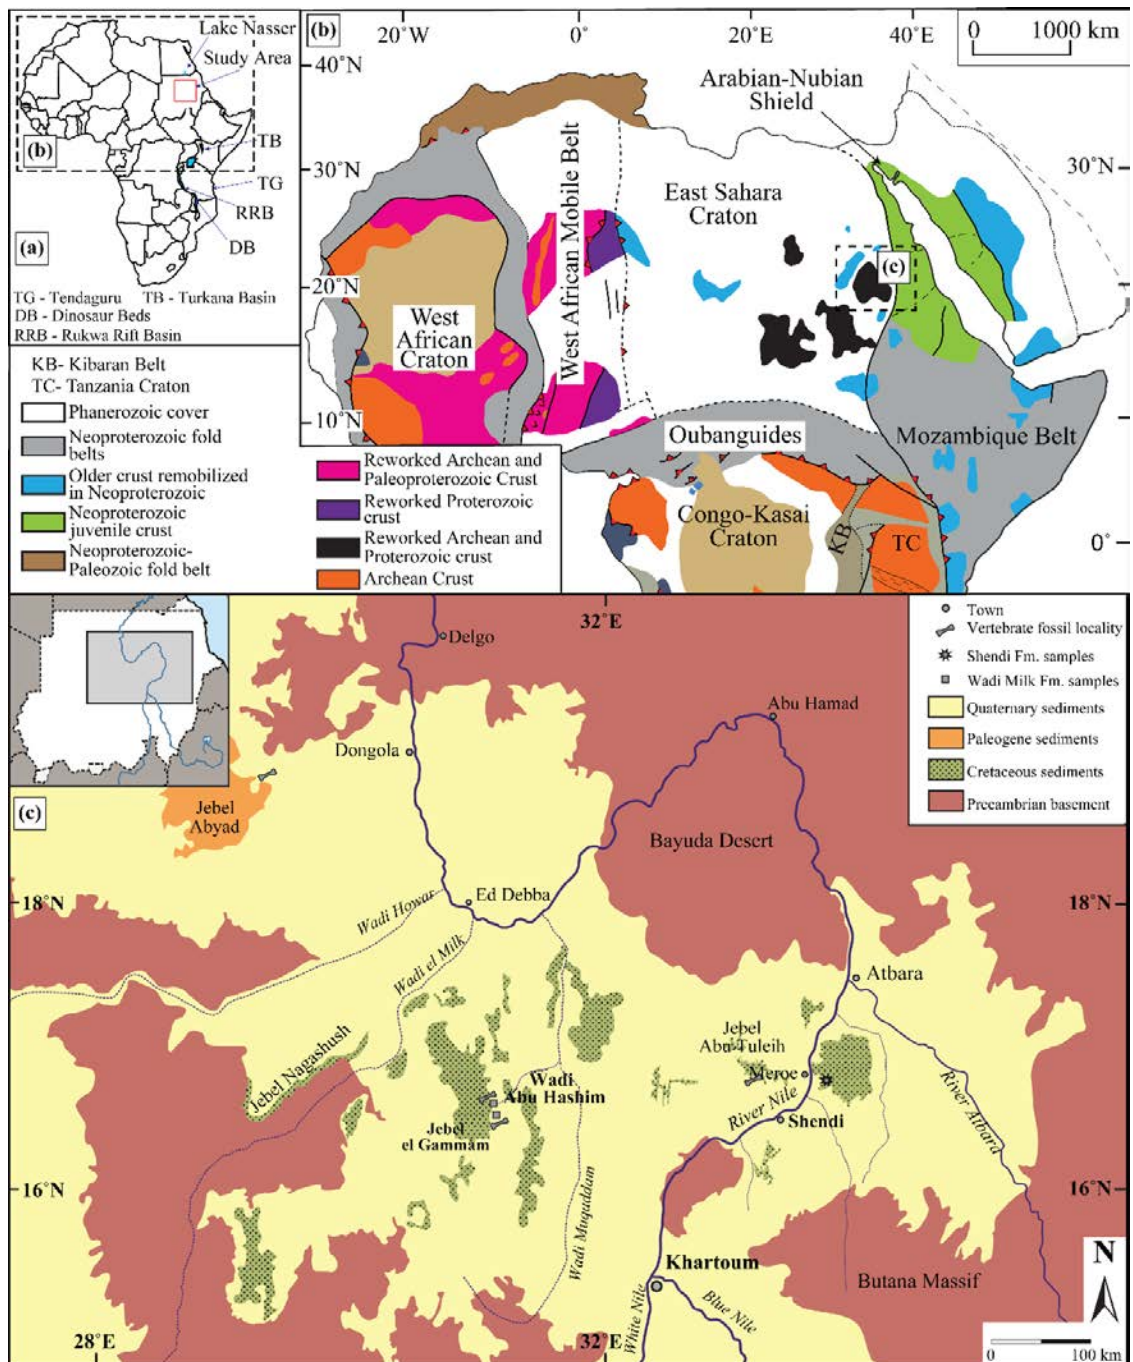 Lake Nasser
Study Area
(b)
TB
TG
RRB
DB
(a)
TG - Tendaguru TB - Turkana Basin
DB - Dinosaur Beds
RRB - Rukwa Rift Basin
KB- Kibaran Belt
TC- Tanzania Craton
Phanerozoic cover
Neoproterozoic fold
belts
Older crust remobilized
in Neoproterozoic
Neoproterozoic
juvenile crust
Neoproterozoic-
Paleozoic fold belt
(b)
20˚W
0˚
20˚E
40˚E
0 1000 km
40˚N
30˚N
20˚N
10˚N
30˚N
20˚N
10˚N
0˚
Arabian-Nubian
Shield
West African Mobile Belt
East Sahara
Craton
(c)
West
African
Craton
Oubanguides
Mozambique Belt
Congo-Kasai
Craton
KB
TC
Reworked Archean and
Paleoproterozoic Crust
Reworked Proterozoic
crust
Reworked Archean and
Proterozoic crust
Archean Crust
32˚E
Town
Vertebrate fossil locality
Shendi Fm. samples
Wadi Milk Fm. samples
Quaternary sediments
Paleogene sediments
Cretaceous sediments
Precambrian basement
(c)
Delgo
Abu Hamad
Dongola
Jebel
Abyad
Bayuda Desert
18˚N
Ed Debba
18˚N
Wadi Howar
Wadi el Milk
Atbara
Jebel
Abu-Tuleih
Meroe
Jebel Nagashush
Wadi
Abu Hashim
River Nile
Shendi
River Atbara
Jebel
el Gammam
16˚N
16˚N
Wadi Muqaddam
Khartoum
Butana Massif
N
White Nile
Blue Nile
28˚E
32˚E
0 100 km